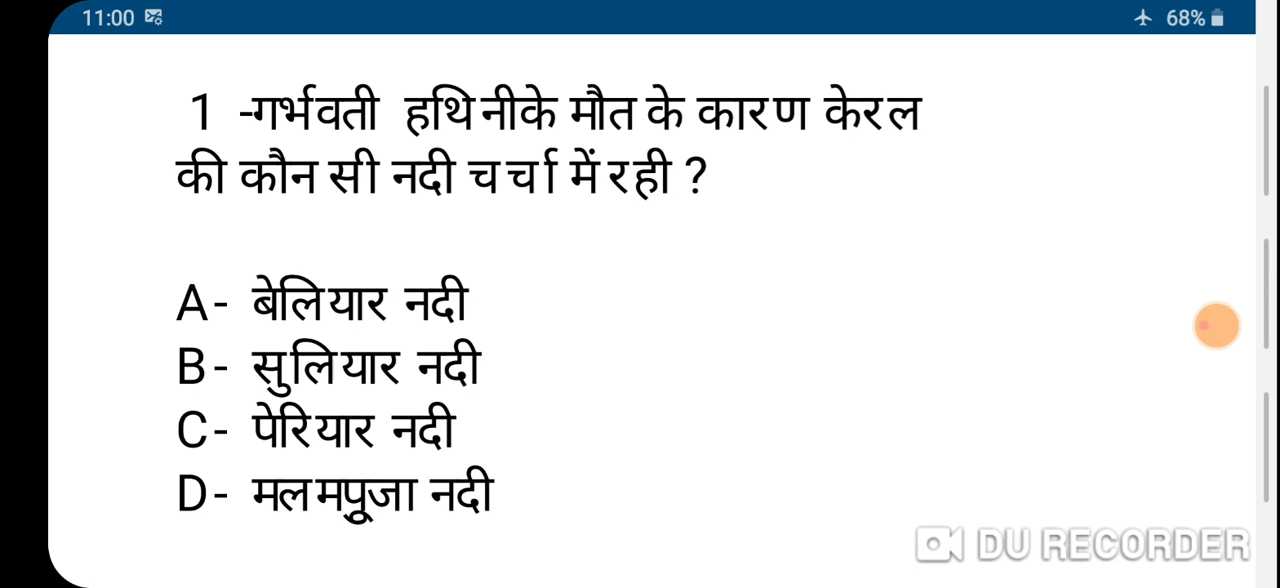 11:00 68%
1 -गर्भवती हथिनीके मौत के कारण केरल
की कौन सी नदी चर्चा में रही ?
A- बेलियार नदी
B- सुलियार नदी
C- पेरियार नदी
D- मलमपुूजा नदी
DU RECORDER